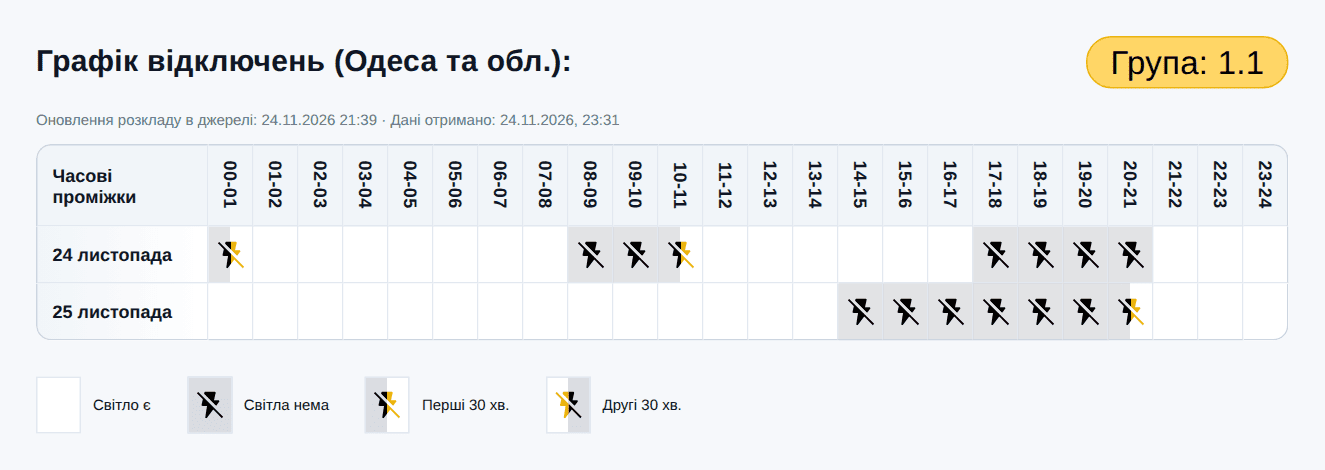 Графік відключень (Одеса та обл.):
Група: 1.1
Оновлення розкладу в джерелі: 24.11.2026 21:39 · Дані отримано: 24.11.2026, 23:31
Часові
проміжки
00-01
01-02
02-03
03-04
04-05
05-06
06-07
07-08
08-09
09-10
10-11
11-12
12-13
13-14
14-15
15-16
16-17
17-18
18-19
19-20
20-21
21-22
22-23
23-24
24 листопада
25 листопада
Світло є
Світла нема
Перші 30 хв.
Другі 30 хв.